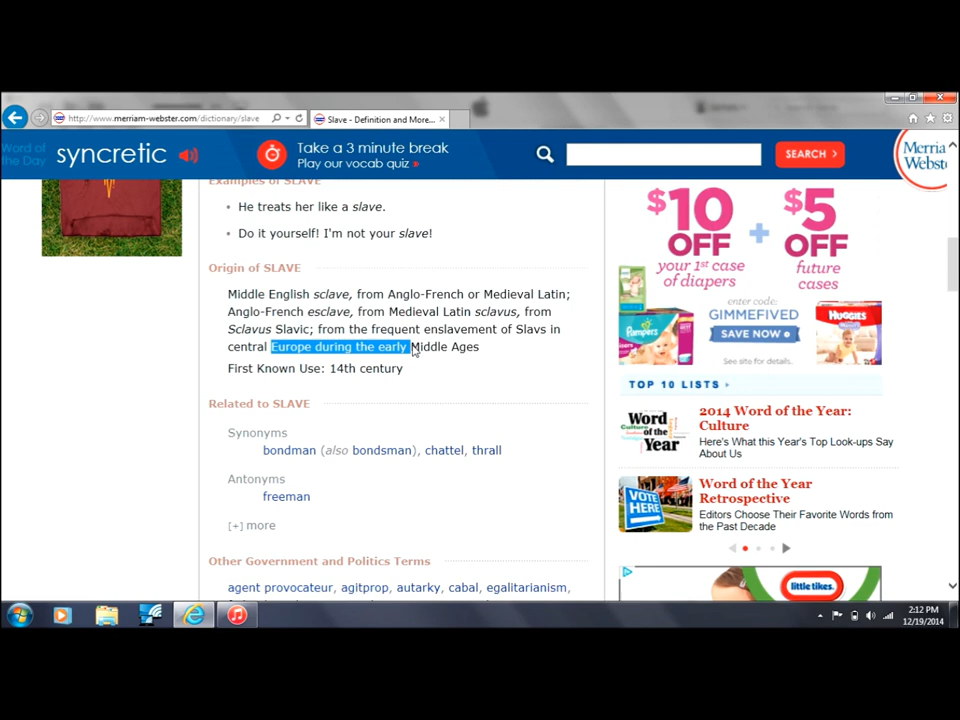 http://www.merriam-webster.com/dictionary/slave
Slave - Definition and More...
Word of the Day
syncretic
Take a 3 minute break
Play our vocab quiz »
SEARCH >
Merria
Webst
Examples of SLAVE
• He treats her like a slave.
• Do it yourself! I'm not your slave!
Origin of SLAVE
Middle English sclave, from Anglo-French or Medieval Latin;
Anglo-French esclave, from Medieval Latin sclavus, from
Sclavus Slavic; from the frequent enslavement of Slavs in
central Europe during the early Middle Ages
First Known Use: 14th century
Related to SLAVE
Synonyms
bondman (also bondsman), chattel, thrall
Antonyms
freeman
[+] more
Other Government and Politics Terms
agent provocateur, agitprop, autarky, cabal, egalitarianism,
$10 OFF
your 1st case of diapers
+
$5 OFF
future cases
enter code:
GIMMEFIVED
SAVE NOW ▸
See site for details.
Pampers
HUGGIES
TOP 10 LISTS ▸
Word of the Year
2014 Word of the Year:
Culture
Here's What this Year's Top Look-ups Say
About Us
VOTE HERE
Word of the Year
Retrospective
Editors Choose Their Favorite Words from
the Past Decade
little tikes.
2:12 PM
12/19/2014